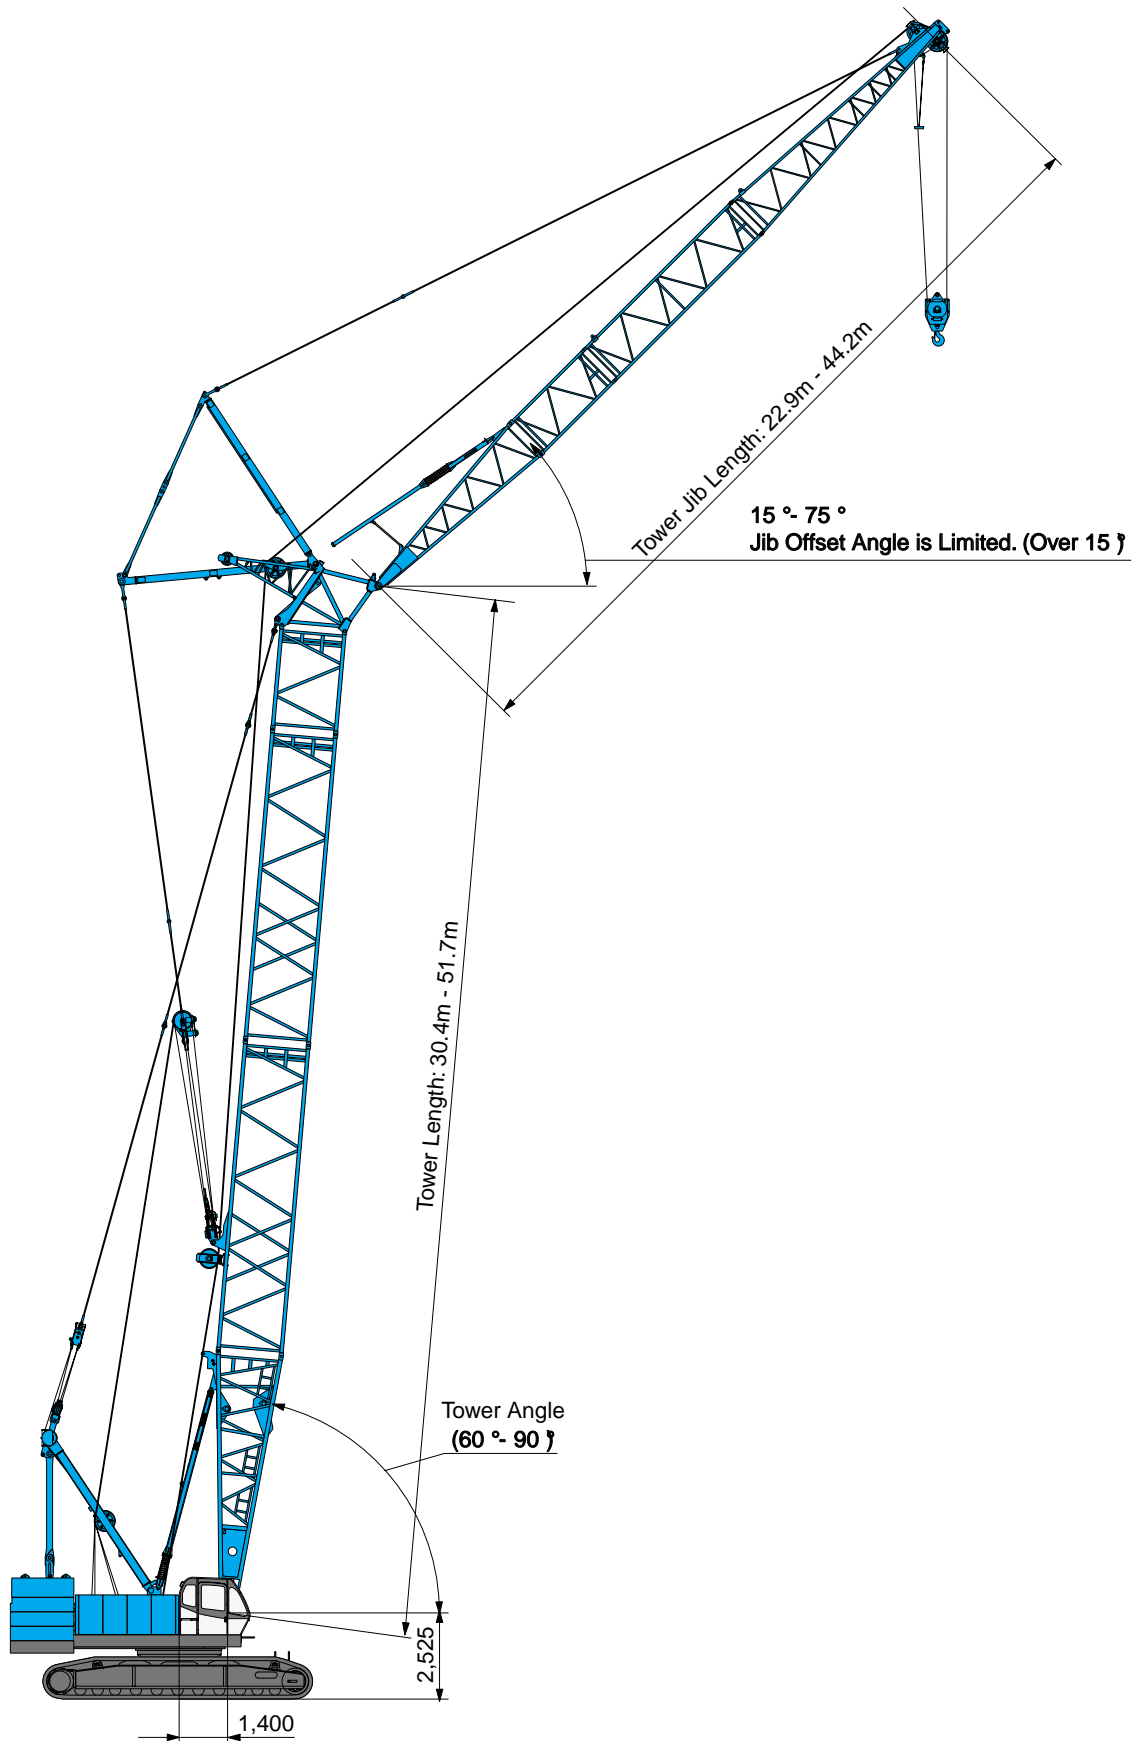 Tower Jib Length: 22.9m - 44.2m
15 °- 75 °
Jib Offset Angle is Limited. (Over 15 °)
Tower Length: 30.4m - 51.7m
Tower Angle
(60 °- 90 °)
2,525
1,400